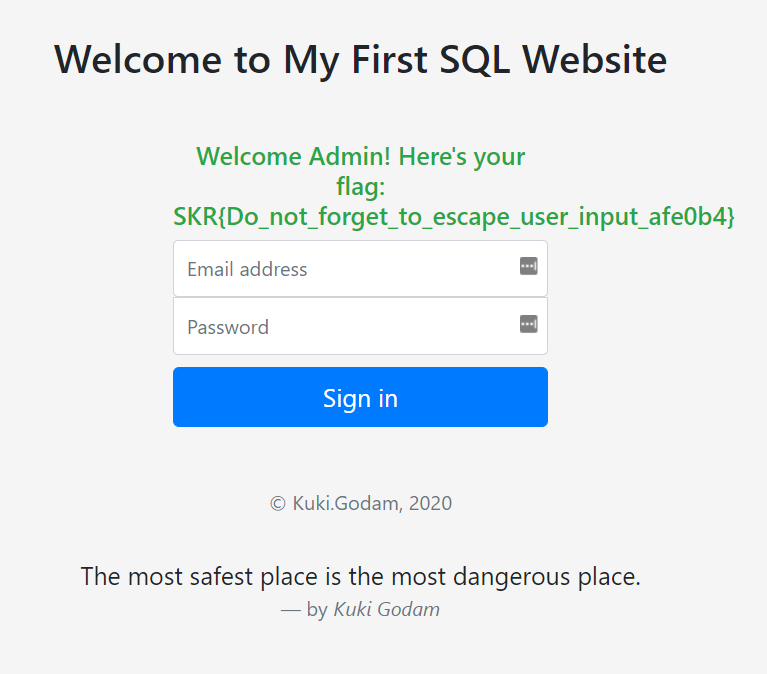 Welcome to My First SQL Website
Welcome Admin! Here's your
flag:
SKR{Do_not_forget_to_escape_user_input_afe0b4}
Email address
Password
Sign in
© Kuki.Godam, 2020
The most safest place is the most dangerous place.
— by Kuki Godam